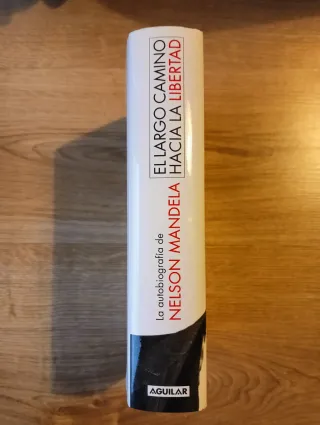 La autobiografía de
NELSON MANDELA
EL LARGO CAMINO
HACIA LA LIBERTAD
AGUILAR